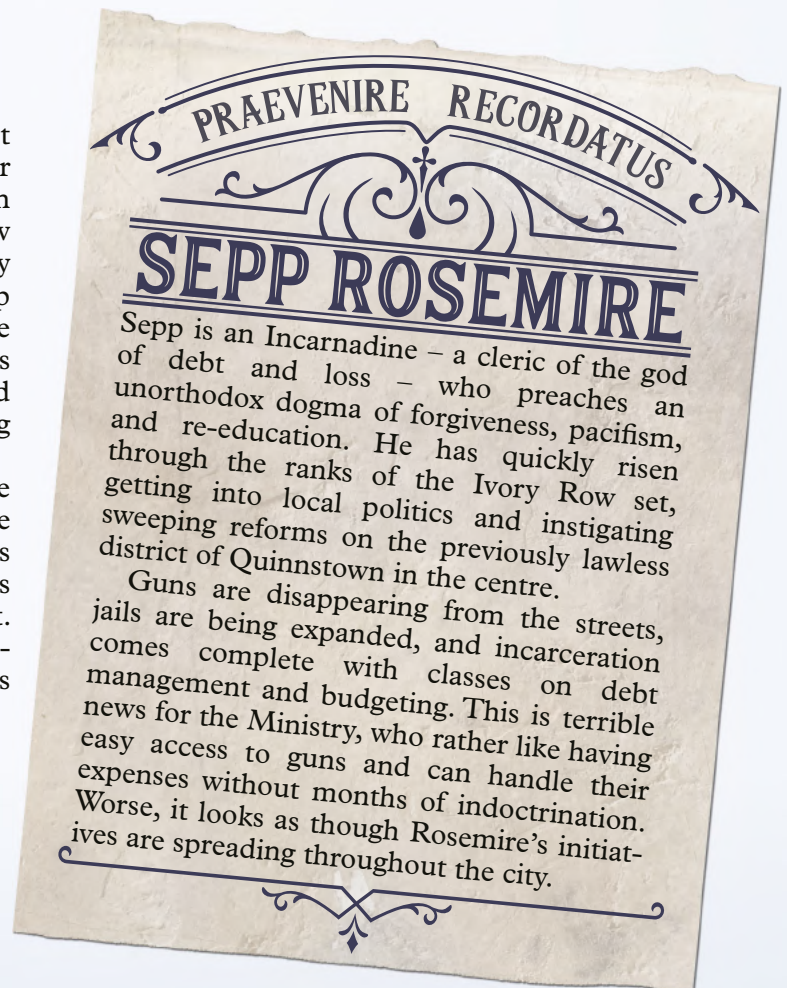 t
r
n
v
y
p
e
s
d
g
e
e
s
s
t.
-
s
PRAEVENIRE RECORDATUS
SEPP ROSEMIRE
Sepp is an Incarnadine – a cleric of the god
of debt and loss – who preaches an
unorthodox dogma of forgiveness, pacifism,
and re-education. He has quickly risen
through the ranks of the Ivory Row set,
getting into local politics and instigating
sweeping reforms on the previously lawless
district of Quinnstown in the centre.
Guns are disappearing from the streets,
jails are being expanded, and incarceration
comes complete with classes on debt
management and budgeting. This is terrible
news for the Ministry, who rather like having
easy access to guns and can handle their
expenses without months of indoctrination.
Worse, it looks as though Rosemire's initiat-
ives are spreading throughout the city.